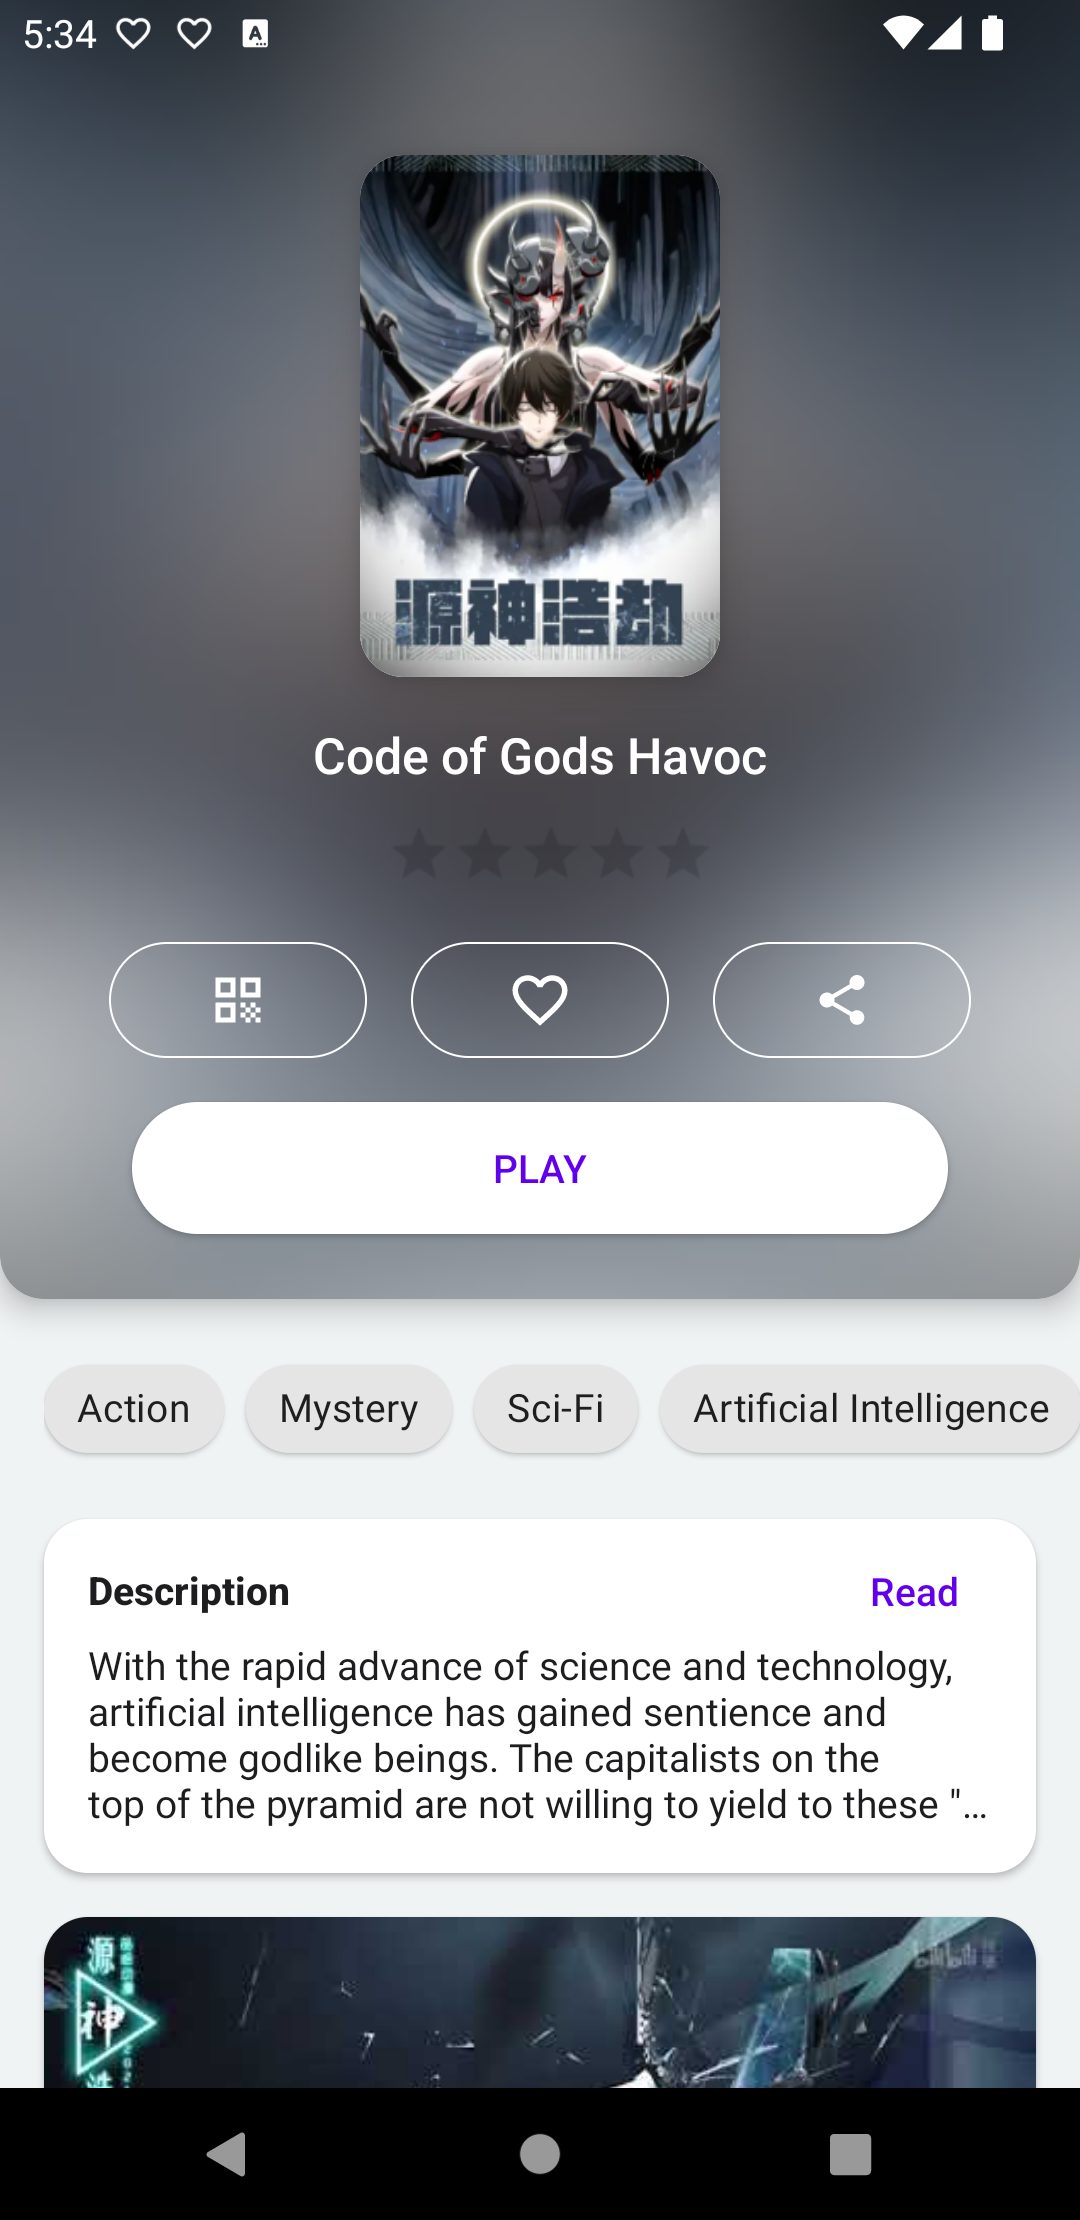 5:34
源神浩劫
Code of Gods Havoc
PLAY
Action
Mystery
Sci-Fi
Artificial Intelligence
Description
Read
With the rapid advance of science and technology,
artificial intelligence has gained sentience and
become godlike beings. The capitalists on the
top of the pyramid are not willing to yield to these "...
源
神
bilibili